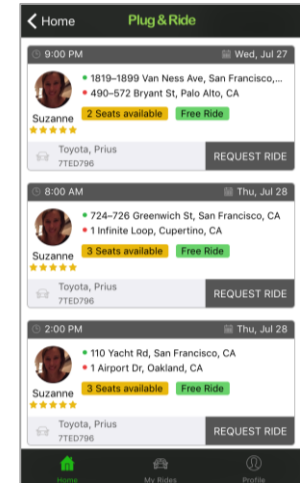 Home Plug & Ride
9:00 PM Wed, Jul 27
1819–1899 Van Ness Ave, San Francisco,...
490–572 Bryant St, Palo Alto, CA
2 Seats available Free Ride
Suzanne
Toyota, Prius
7TED796
REQUEST RIDE
8:00 AM Thu, Jul 28
724–726 Greenwich St, San Francisco, CA
1 Infinite Loop, Cupertino, CA
3 Seats available Free Ride
Suzanne
Toyota, Prius
7TED796
REQUEST RIDE
2:00 PM Thu, Jul 28
110 Yacht Rd, San Francisco, CA
1 Airport Dr, Oakland, CA
3 Seats available Free Ride
Suzanne
Toyota, Prius
7TED796
REQUEST RIDE
Home My Rides Profile